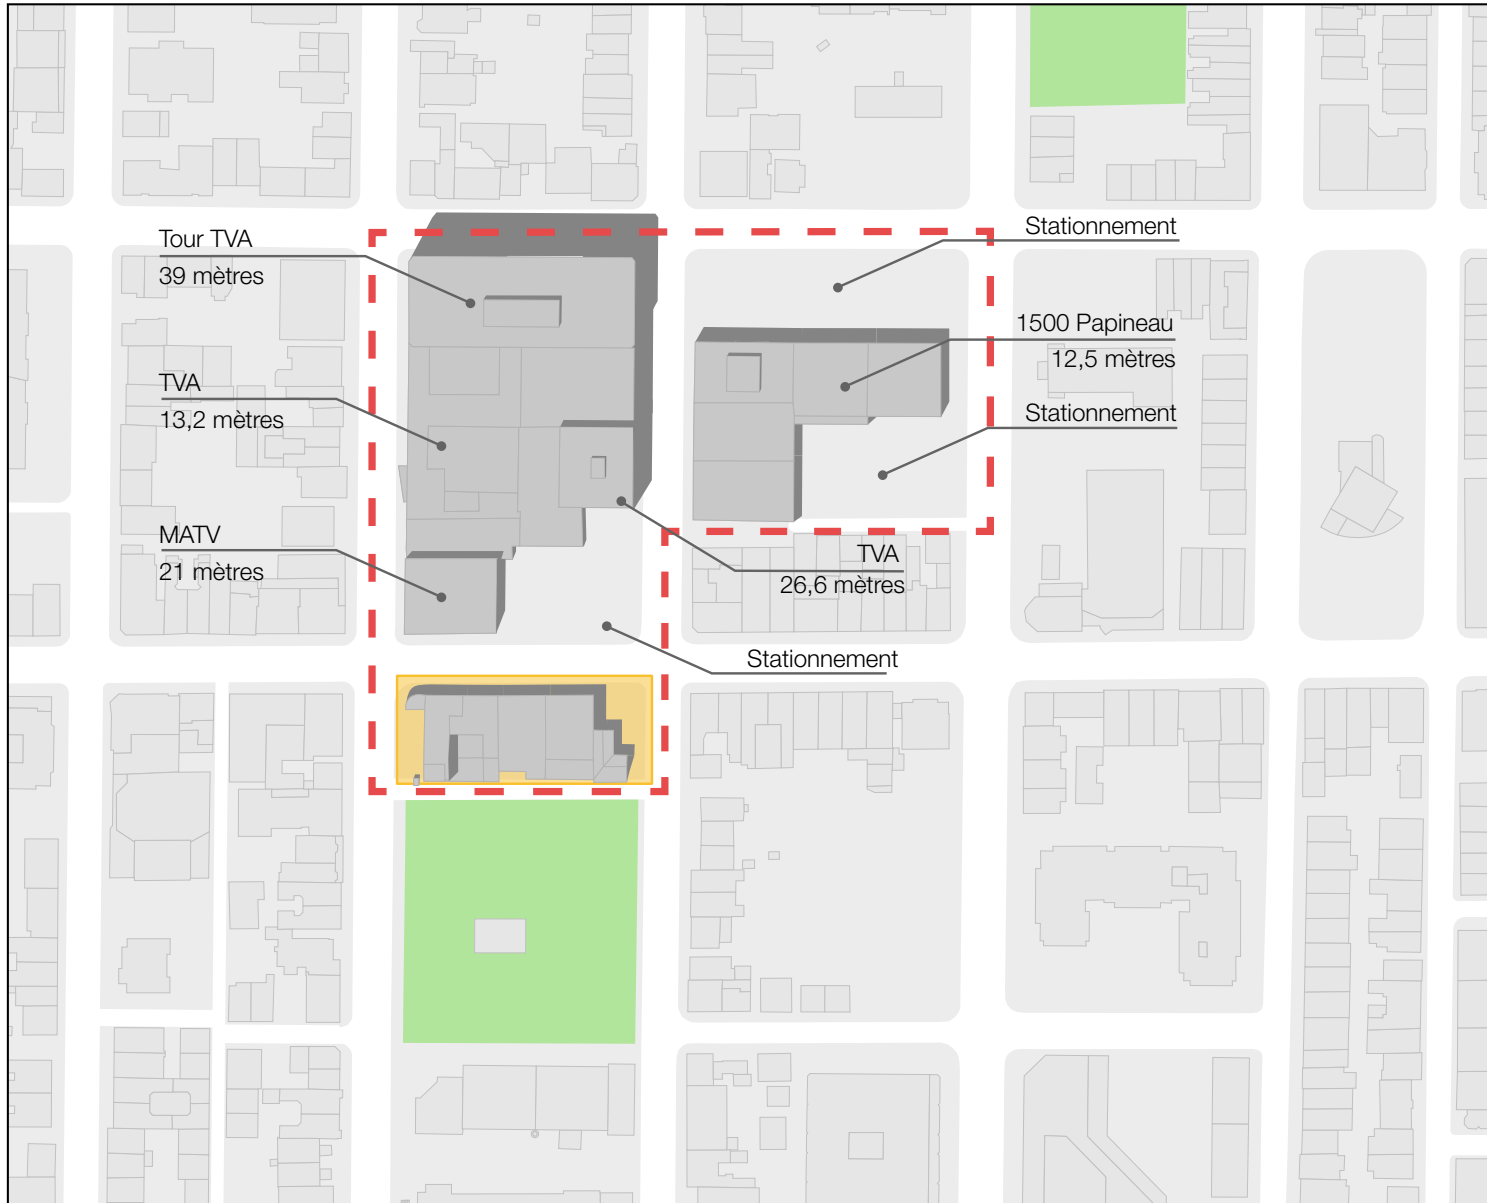 Stationnement
Tour TVA
39 mètres
1500 Papineau
12,5 mètres
TVA
13,2 mètres
Stationnement
MATV
21 mètres
TVA
26,6 mètres
Stationnement